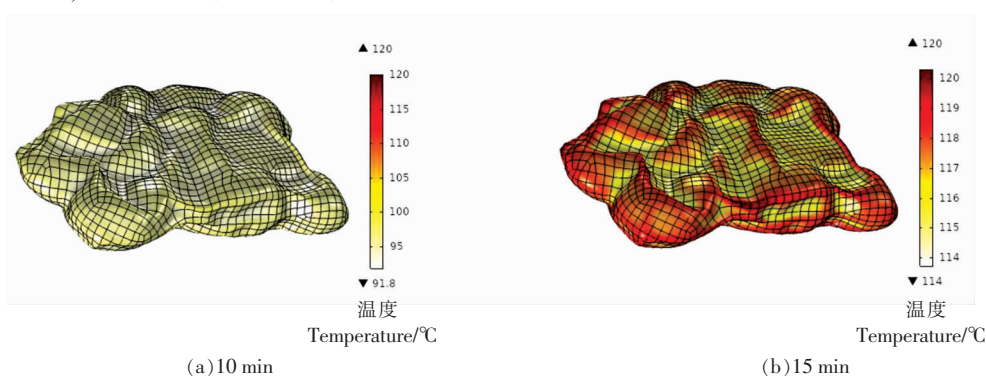 ▲ 120
120
115
110
105
100
95
▼ 91.8
温度
Temperature/℃
(a)10 min
▲ 120
120
119
118
117
116
115
114
▼ 114
温度
Temperature/℃
(b)15 min